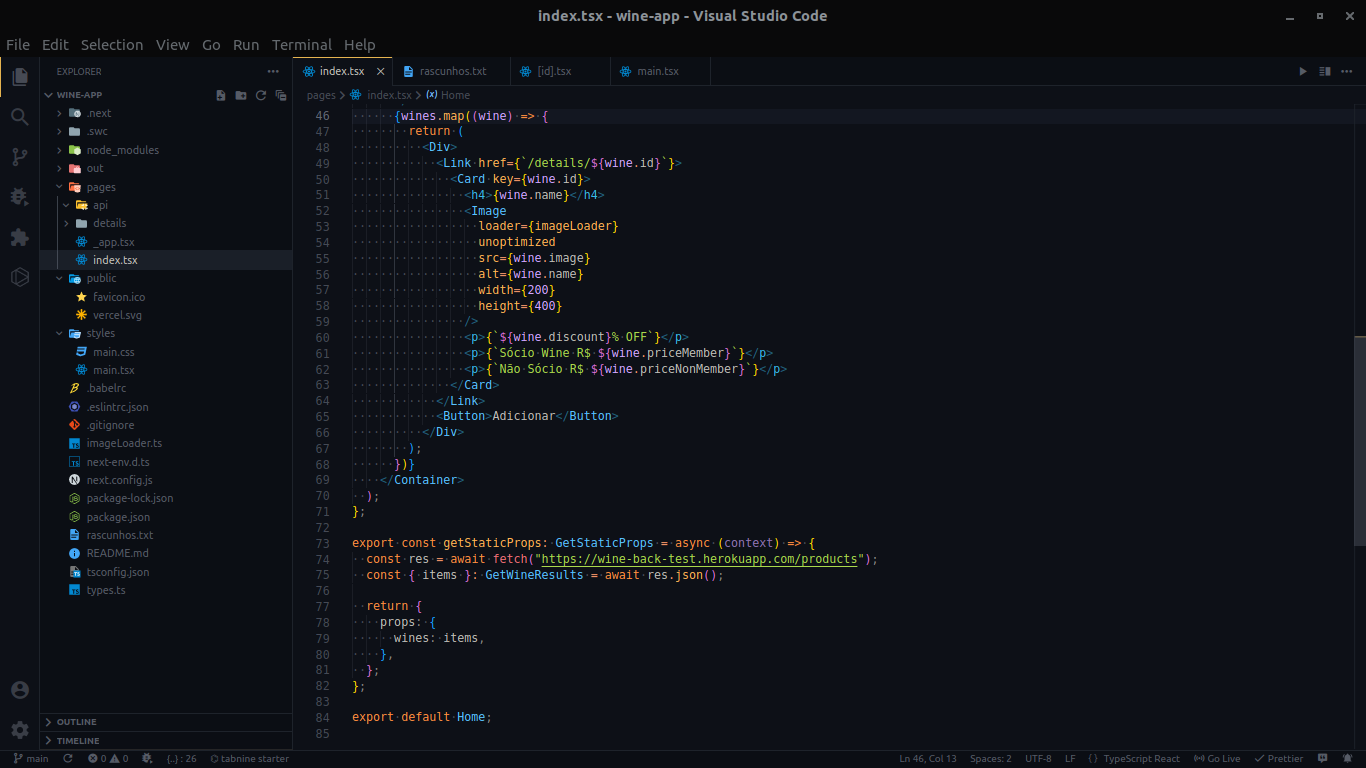 index.tsx - wine-app - Visual Studio Code
File Edit Selection View Go Run Terminal Help
EXPLORER
WINE-APP
.next
.swc
node_modules
out
pages
api
details
_app.tsx
index.tsx
public
favicon.ico
vercel.svg
styles
main.css
main.tsx
.babelrc
.eslintrc.json
.gitignore
imageLoader.ts
next-env.d.ts
next.config.js
package-lock.json
package.json
rascunhos.txt
README.md
tsconfig.json
types.ts
OUTLINE
TIMELINE
index.tsx rascunhos.txt [id].tsx main.tsx
pages > index.tsx > Home
46 {wines.map((wine) => {
47 return (
48 <Div>
49 <Link href={`/details/${wine.id}`}>
50 <Card key={wine.id}>
51 <h4>{wine.name}</h4>
52 <Image
53 loader={imageLoader}
54 unoptimized
55 src={wine.image}
56 alt={wine.name}
57 width={200}
58 height={400}
59 />
60 <p>{`${wine.discount}% OFF`}</p>
61 <p>{`Sócio Wine R$ ${wine.priceMember}`}</p>
62 <p>{`Não Sócio R$ ${wine.priceNonMember}`}</p>
63 </Card>
64 </Link>
65 <Button>Adicionar</Button>
66 </Div>
67 );
68 })}
69 </Container>
70 );
71 };
72
73 export const getStaticProps: GetStaticProps = async (context) => {
74 const res = await fetch("https://wine-back-test.herokuapp.com/products");
75 const { items }: GetWineResults = await res.json();
76
77 return {
78 props: {
79 wines: items,
80 },
81 };
82 };
83
84 export default Home;
85
main 0 0 {..} : 26 tabnine starter Ln 46, Col 13 Spaces: 2 UTF-8 LF { } TypeScript React Go Live Prettier